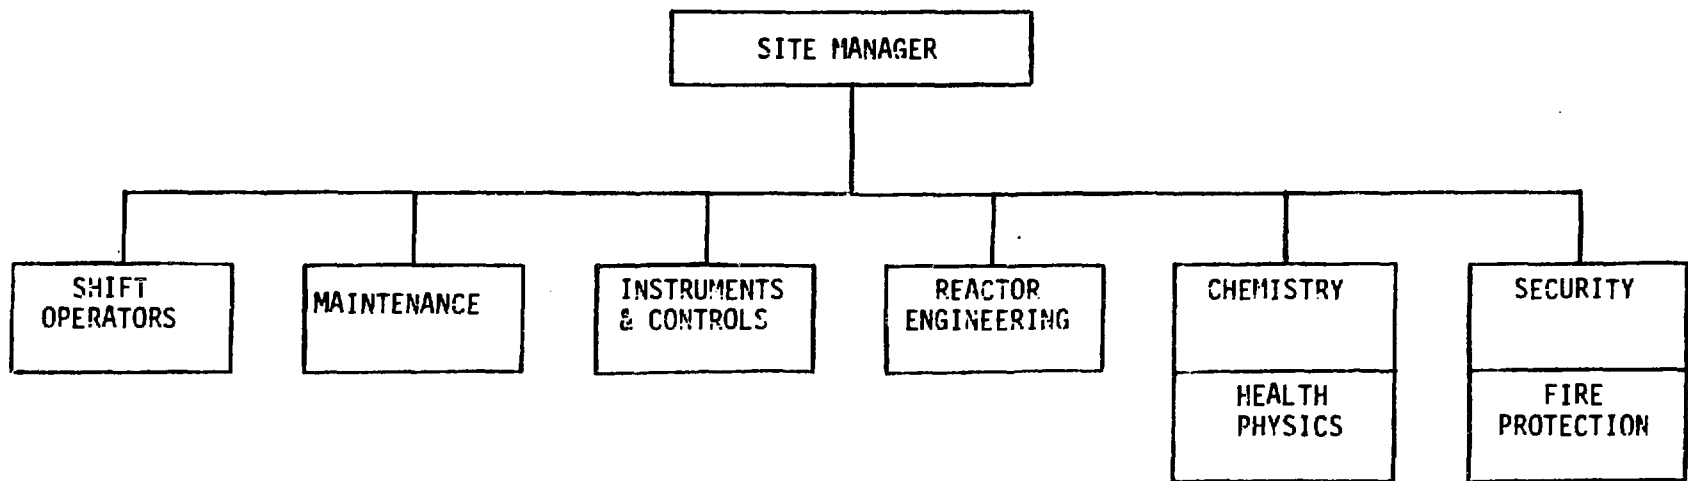 SITE MANAGER
SHIFT
OPERATORS
MAINTENANCE
INSTRUMENTS
& CONTROLS
REACTOR
ENGINEERING
CHEMISTRY
SECURITY
HEALTH
PHYSICS
FIRE
PROTECTION